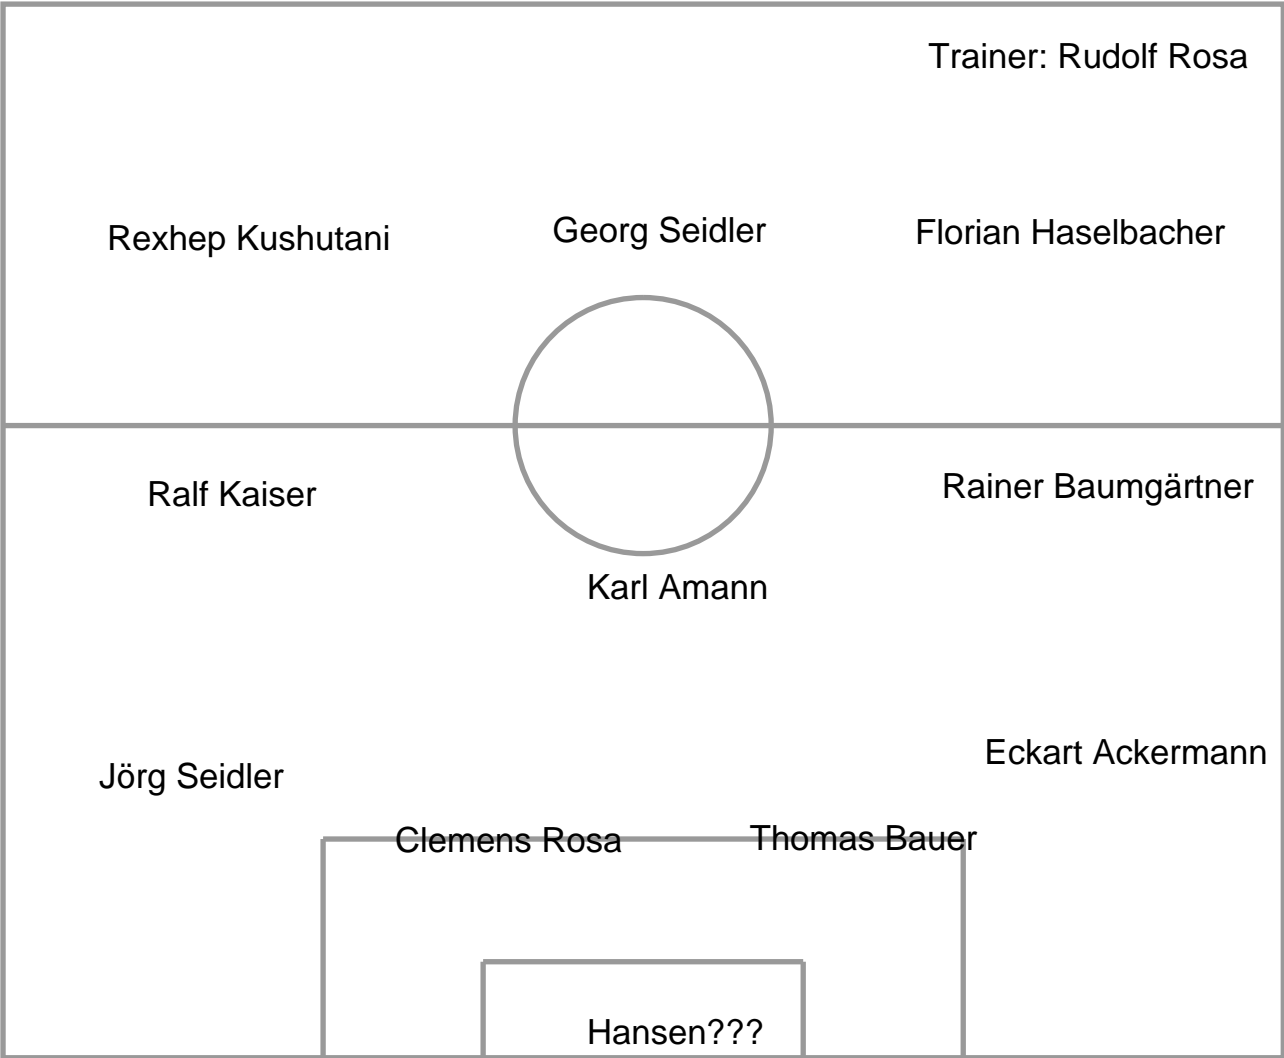 Trainer: Rudolf Rosa
Rexhep Kushutani
Georg Seidler
Florian Haselbacher
Ralf Kaiser
Rainer Baumgärtner
Karl Amann
Jörg Seidler
Eckart Ackermann
Clemens Rosa
Thomas Bauer
Hansen???